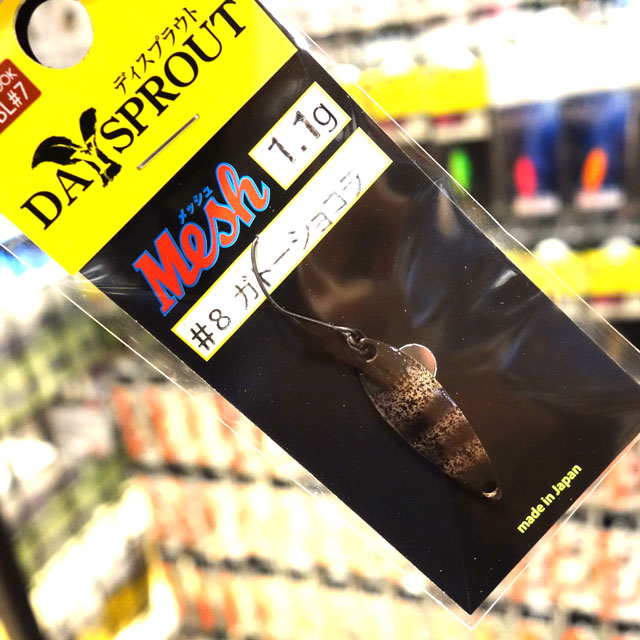 ディスプラウト
DAYSPROUT
メッシュ
Mesh
1.1g
#8 ガトーショコラ
made in Japan